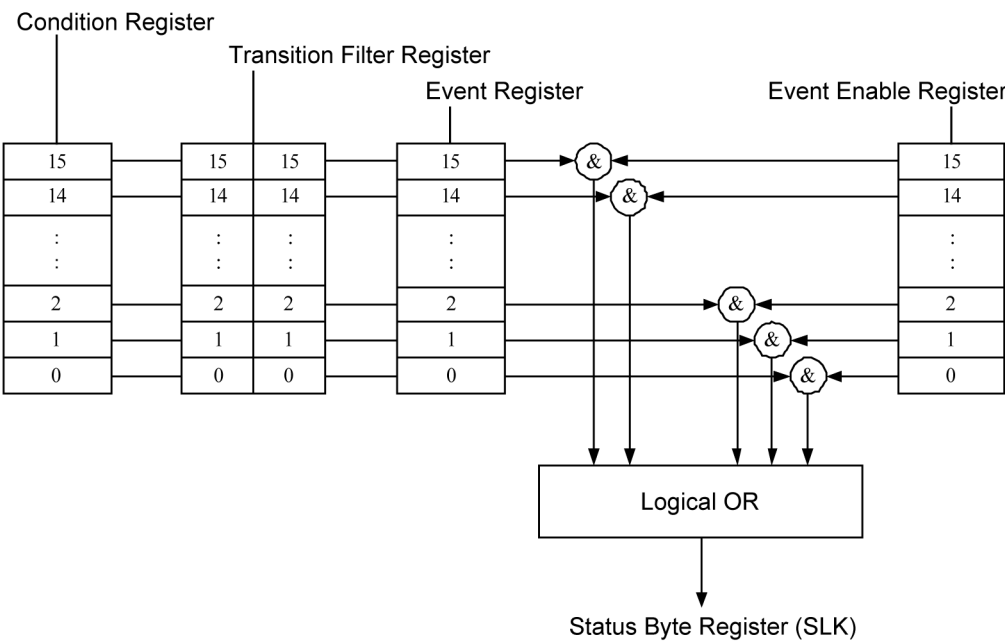 Condition Register
Transition Filter Register
Event Register
Event Enable Register
15 15 15 15 & 15
14 14 14 14 & 14
: : : : :
: : : : :
2 2 2 2 & 2
1 1 1 1 & 1
0 0 0 0 & 0
Logical OR
Status Byte Register (SLK)